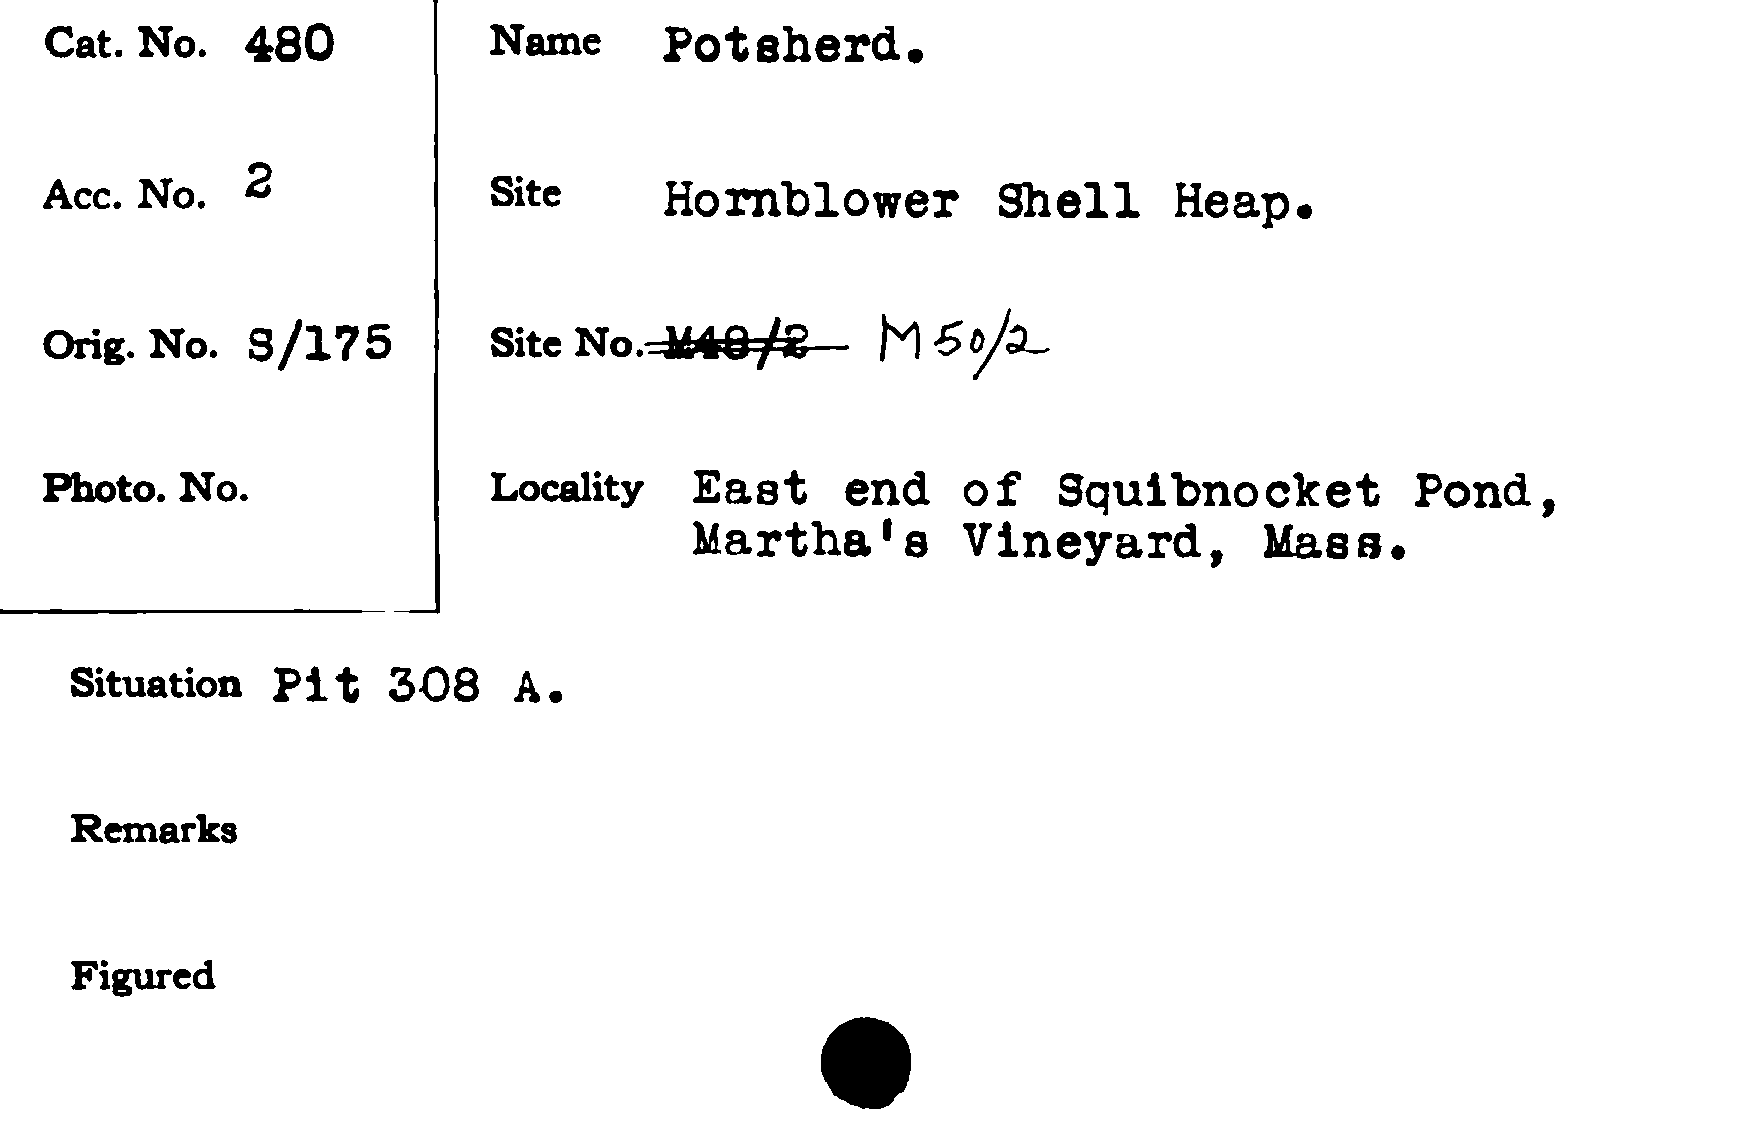 Cat. No. 480
Name Potsherd.
Acc. No. 2
Site Hornblower Shell Heap.
Orig. No. S/175
Site No. M48/2 M50/2
Photo. No.
Locality East end of Squibnocket Pond,
Martha's Vineyard, Mass.
Situation Pit 308 A.
Remarks
Figured